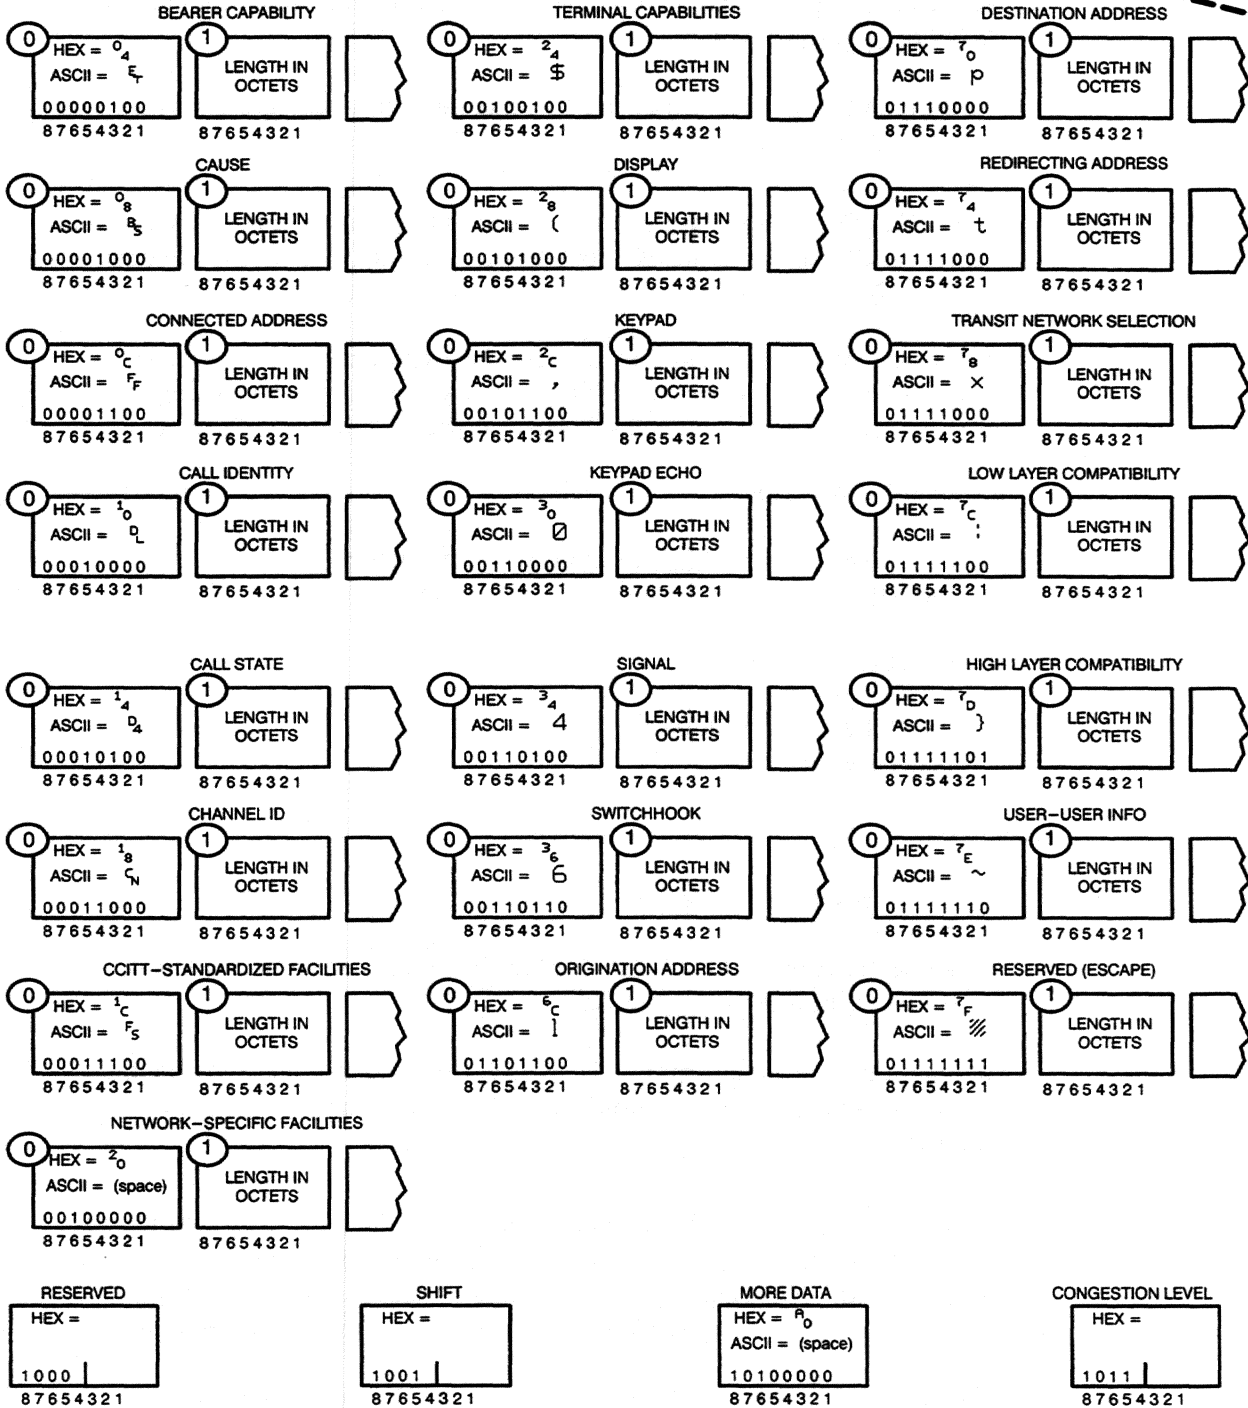 BEARER CAPABILITY TERMINAL CAPABILITIES DESTINATION ADDRESS
0 HEX = 04 1 0 HEX = 24 1 0 HEX = 70 1
ASCII = ET LENGTH IN OCTETS ASCII = $ LENGTH IN OCTETS ASCII = p LENGTH IN OCTETS
00000100 00100100 01110000
87654321 87654321 87654321 87654321 87654321 87654321
CAUSE DISPLAY REDIRECTING ADDRESS
0 HEX = 08 1 0 HEX = 28 1 0 HEX = 74 1
ASCII = BS LENGTH IN OCTETS ASCII = ( LENGTH IN OCTETS ASCII = t LENGTH IN OCTETS
00001000 00101000 01111000
87654321 87654321 87654321 87654321 87654321 87654321
CONNECTED ADDRESS KEYPAD TRANSIT NETWORK SELECTION
0 HEX = 0C 1 0 HEX = 2C 1 0 HEX = 78 1
ASCII = FF LENGTH IN OCTETS ASCII = , LENGTH IN OCTETS ASCII = x LENGTH IN OCTETS
00001100 00101100 01111000
87654321 87654321 87654321 87654321 87654321 87654321
CALL IDENTITY KEYPAD ECHO LOW LAYER COMPATIBILITY
0 HEX = 10 1 0 HEX = 30 1 0 HEX = 7C 1
ASCII = DL LENGTH IN OCTETS ASCII = 0 LENGTH IN OCTETS ASCII = ¦ LENGTH IN OCTETS
00010000 00110000 01111100
87654321 87654321 87654321 87654321 87654321 87654321
CALL STATE SIGNAL HIGH LAYER COMPATIBILITY
0 HEX = 14 1 0 HEX = 34 1 0 HEX = 7D 1
ASCII = D4 LENGTH IN OCTETS ASCII = 4 LENGTH IN OCTETS ASCII = } LENGTH IN OCTETS
00010100 00110100 01111101
87654321 87654321 87654321 87654321 87654321 87654321
CHANNEL ID SWITCHHOOK USER–USER INFO
0 HEX = 18 1 0 HEX = 36 1 0 HEX = 7E 1
ASCII = CN LENGTH IN OCTETS ASCII = 6 LENGTH IN OCTETS ASCII = ~ LENGTH IN OCTETS
00011000 00110110 01111110
87654321 87654321 87654321 87654321 87654321 87654321
CCITT–STANDARDIZED FACILITIES ORIGINATION ADDRESS RESERVED (ESCAPE)
0 HEX = 1C 1 0 HEX = 6C 1 0 HEX = 7F 1
ASCII = FS LENGTH IN OCTETS ASCII = l LENGTH IN OCTETS ASCII = LENGTH IN OCTETS
00011100 01101100 01111111
87654321 87654321 87654321 87654321 87654321 87654321
NETWORK–SPECIFIC FACILITIES
0 HEX = 20 1
ASCII = (space) LENGTH IN OCTETS
00100000
87654321 87654321
RESERVED SHIFT MORE DATA CONGESTION LEVEL
HEX = HEX = HEX = A0 HEX =
ASCII = (space)
1000 1001 10100000 1011
87654321 87654321 87654321 87654321